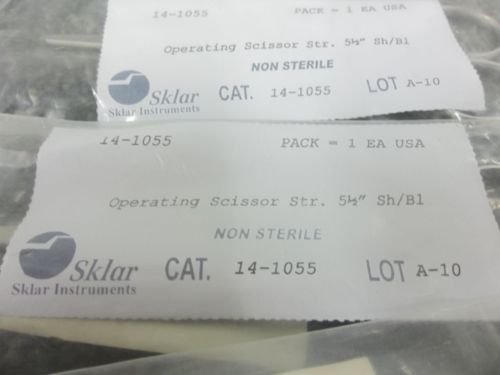 14-1055 PACK = 1 EA USA
Operating Scissor Str. 5½" Sh/Bl
NON STERILE
Sklar CAT. 14-1055 LOT A-10
Sklar Instruments
14-1055 PACK = 1 EA USA
Operating Scissor Str. 5½" Sh/Bl
NON STERILE
Sklar CAT. 14-1055 LOT A-10
Sklar Instruments